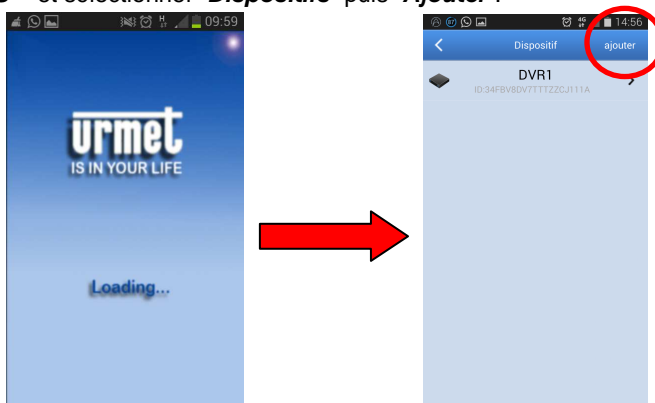 et sélectionner "Dispositifs" puis "Ajouter".
09:59
urmet
IS IN YOUR LIFE
Loading...
14:56
Dispositif
ajouter
DVR1
ID:34FBV8DV7TTTZZCJ111A